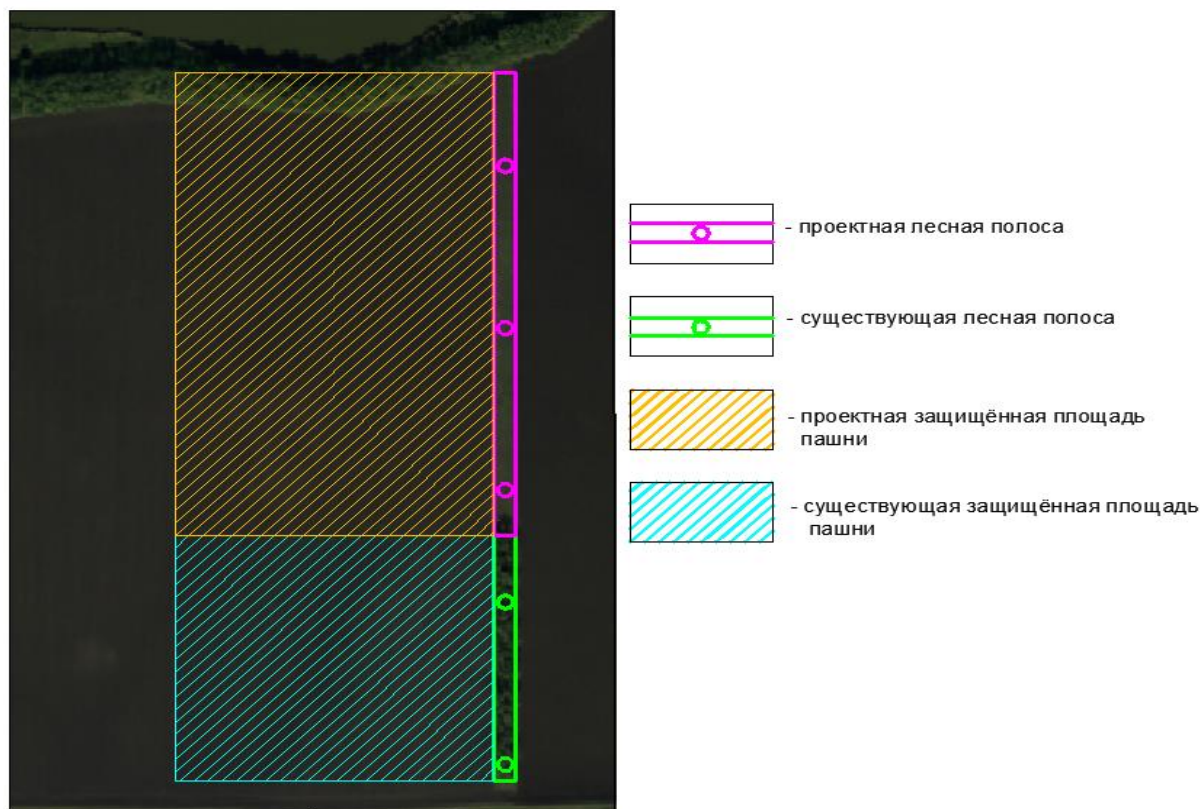 - проектная лесная полоса
- существующая лесная полоса
- проектная защищённая площадь
пашни
- существующая защищённая площадь
пашни